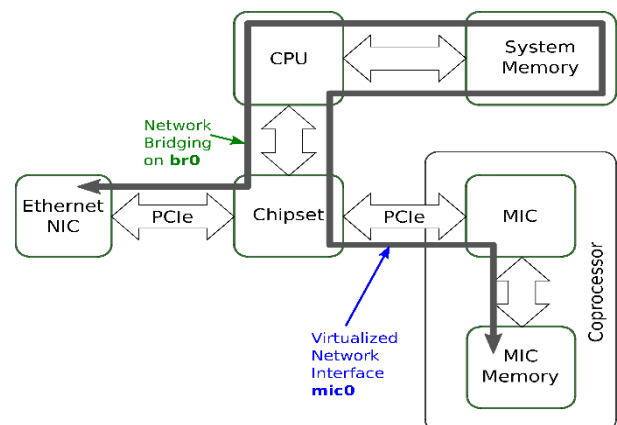 CPU
System
Memory
Network
Bridging
on br0
Ethernet
NIC
PCIe
Chipset
PCIe
MIC
Coprocessor
Virtualized
Network
Interface
mic0
MIC
Memory